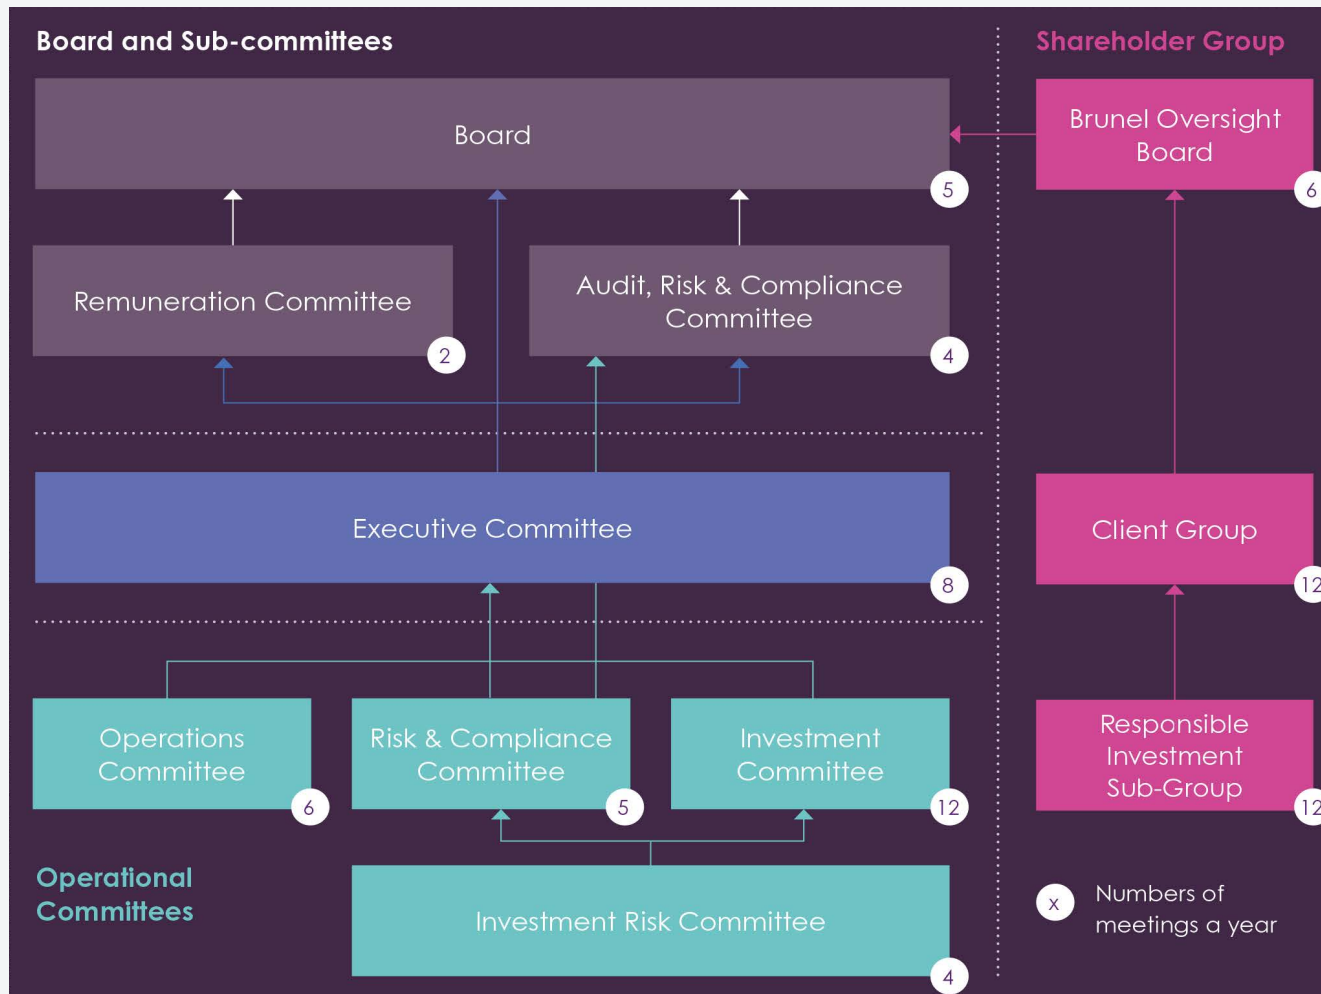 Board and Sub-committees
Shareholder Group
Board
5
Brunel Oversight
Board
6
Remuneration Committee
2
Audit, Risk & Compliance
Committee
4
Executive Committee
8
Client Group
12
Operations
Committee
6
Risk & Compliance
Committee
5
Investment
Committee
12
Responsible
Investment
Sub-Group
12
Operational
Committees
Investment Risk Committee
4
x
Numbers of
meetings a year